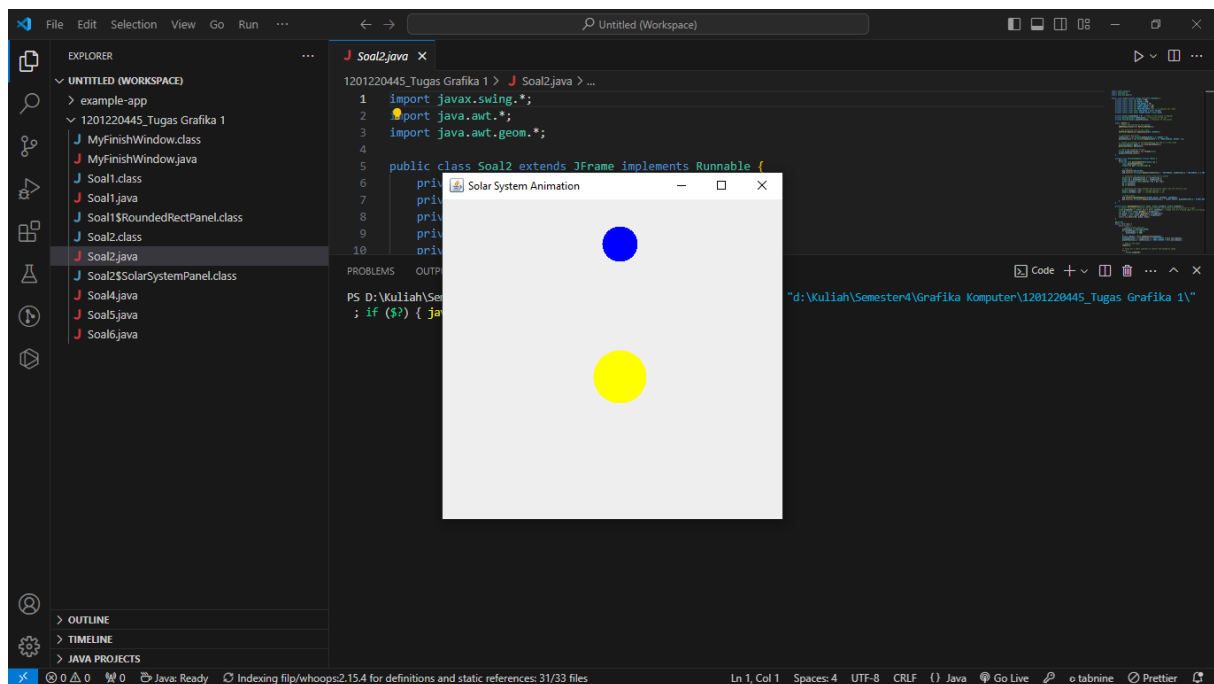 File Edit Selection View Go Run ···
Untitled (Workspace)
EXPLORER
UNTITLED (WORKSPACE)
example-app
1201220445_Tugas Grafika 1
J MyFinishWindow.class
J MyFinishWindow.java
J Soal1.class
J Soal1.java
J Soal1$RoundedRectPanel.class
J Soal2.class
J Soal2.java
J Soal2$SolarSystemPanel.class
J Soal4.java
J Soal5.java
J Soal6.java
OUTLINE
TIMELINE
JAVA PROJECTS
J Soal2.java
1201220445_Tugas Grafika 1 > J Soal2.java > ...
1 import javax.swing.*;
2 import java.awt.*;
3 import java.awt.geom.*;
4
5 public class Soal2 extends JFrame implements Runnable {
6 priv
7 priv
8 priv
9 priv
10 priv
Solar System Animation
PROBLEMS OUTP
Code
PS D:\Kuliah\Sem "d:\Kuliah\Semester4\Grafika Komputer\1201220445_Tugas Grafika 1\"
; if ($?) { jav
0 0 0 Java: Ready Indexing filp/whoops:2.15.4 for definitions and static references: 31/33 files Ln 1, Col 1 Spaces: 4 UTF-8 CRLF {} Java Go Live tabnine Prettier